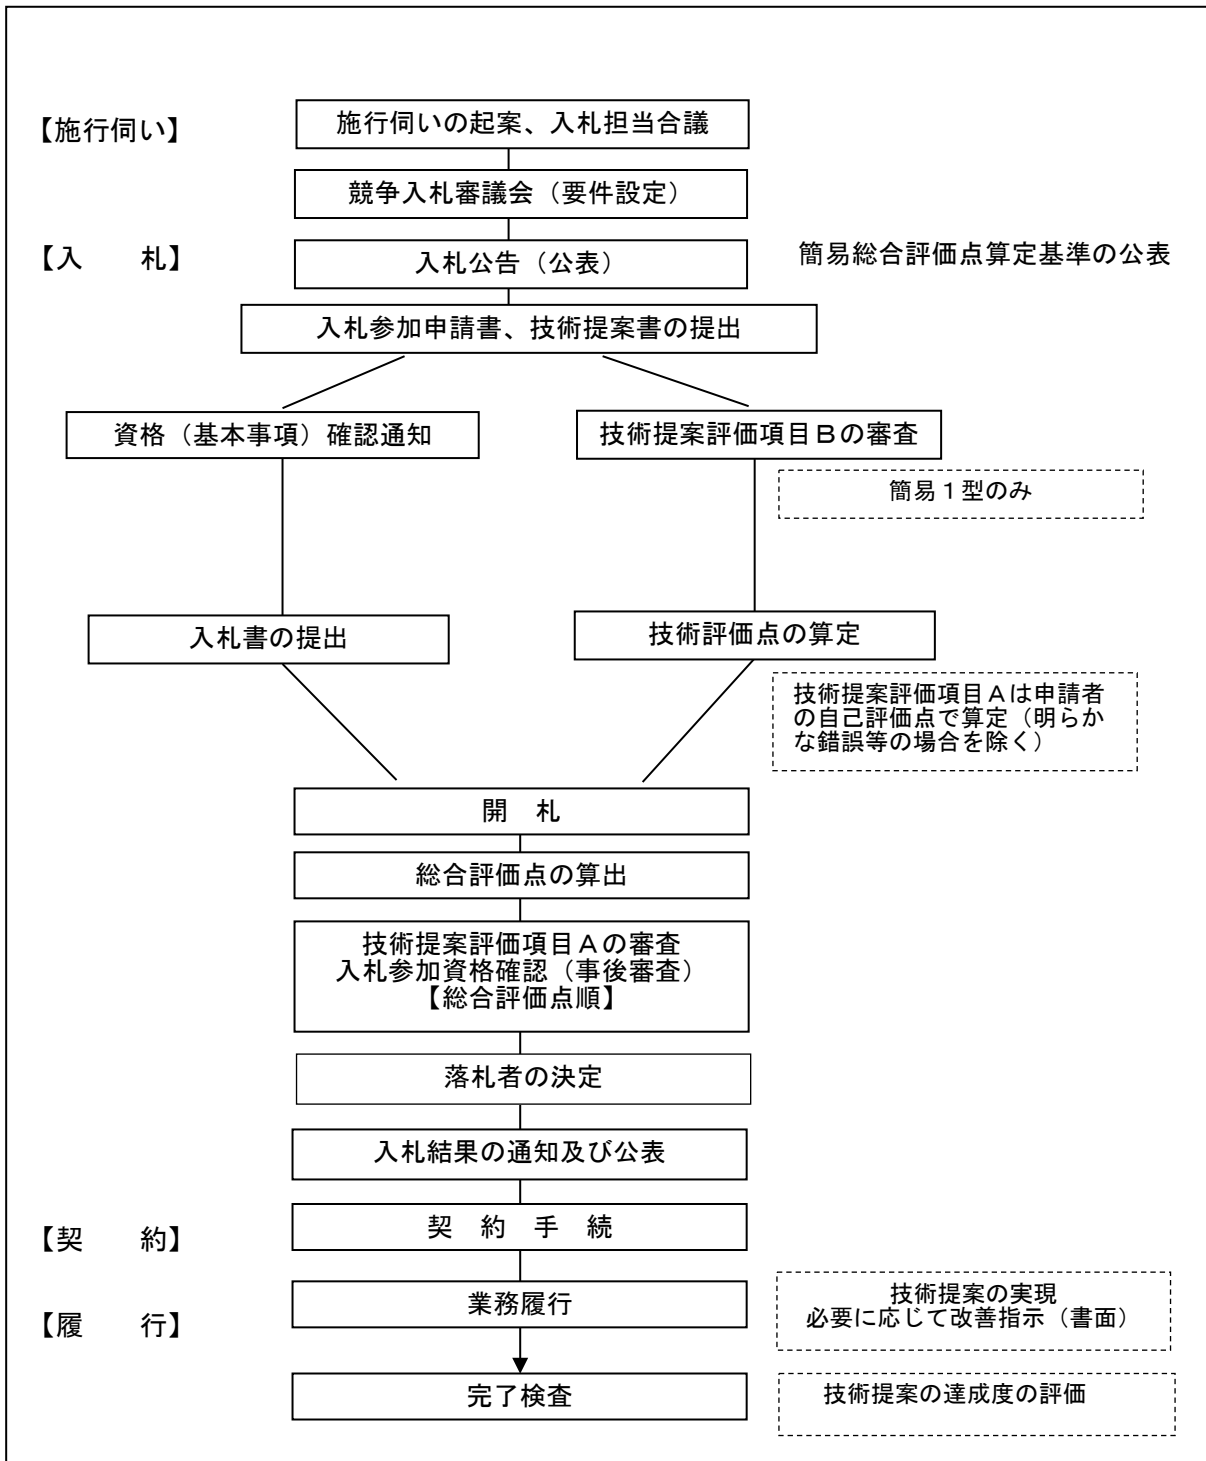 【施行伺い】
施行伺いの起案、入札担当合議
競争入札審議会（要件設定）
【入　　札】
入札公告（公表）
簡易総合評価点算定基準の公表
入札参加申請書、技術提案書の提出
資格（基本事項）確認通知
技術提案評価項目Ｂの審査
簡易１型のみ
入札書の提出
技術評価点の算定
技術提案評価項目Ａは申請者
の自己評価点で算定（明らか
な錯誤等の場合を除く）
開　札
総合評価点の算出
技術提案評価項目Ａの審査
入札参加資格確認（事後審査）
【総合評価点順】
落札者の決定
入札結果の通知及び公表
【契　　約】
契　約　手　続
【履　　行】
業務履行
技術提案の実現
必要に応じて改善指示（書面）
完了検査
技術提案の達成度の評価